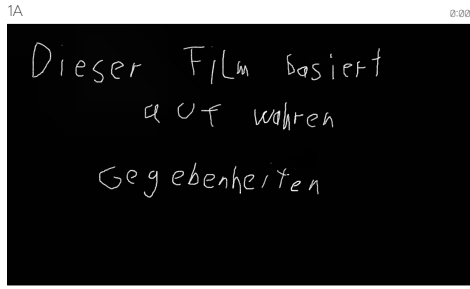 1A
0:00
Dieser Film basiert
auf wahren
Gegebenheiten